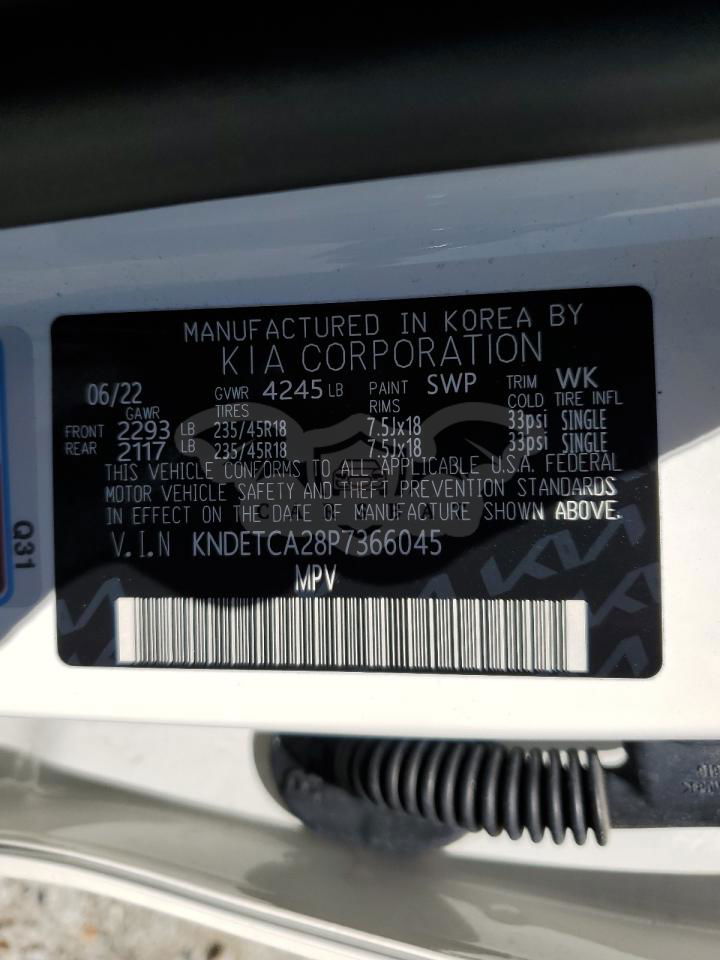 MANUFACTURED IN KOREA BY
KIA CORPORATION
06/22 GVWR 4245 LB PAINT SWP TRIM WK
GAWR TIRES RIMS COLD TIRE INFL
FRONT 2293 LB 235/45R18 7.5Jx18 33psi SINGLE
REAR 2117 LB 235/45R18 7.5Jx18 33psi SINGLE
THIS VEHICLE CONFORMS TO ALL APPLICABLE U.S.A. FEDERAL
MOTOR VEHICLE SAFETY AND THEFT PREVENTION STANDARDS
IN EFFECT ON THE DATE OF MANUFACTURE SHOWN ABOVE.
V.I.N KNDETCA28P7366045
MPV
Q31